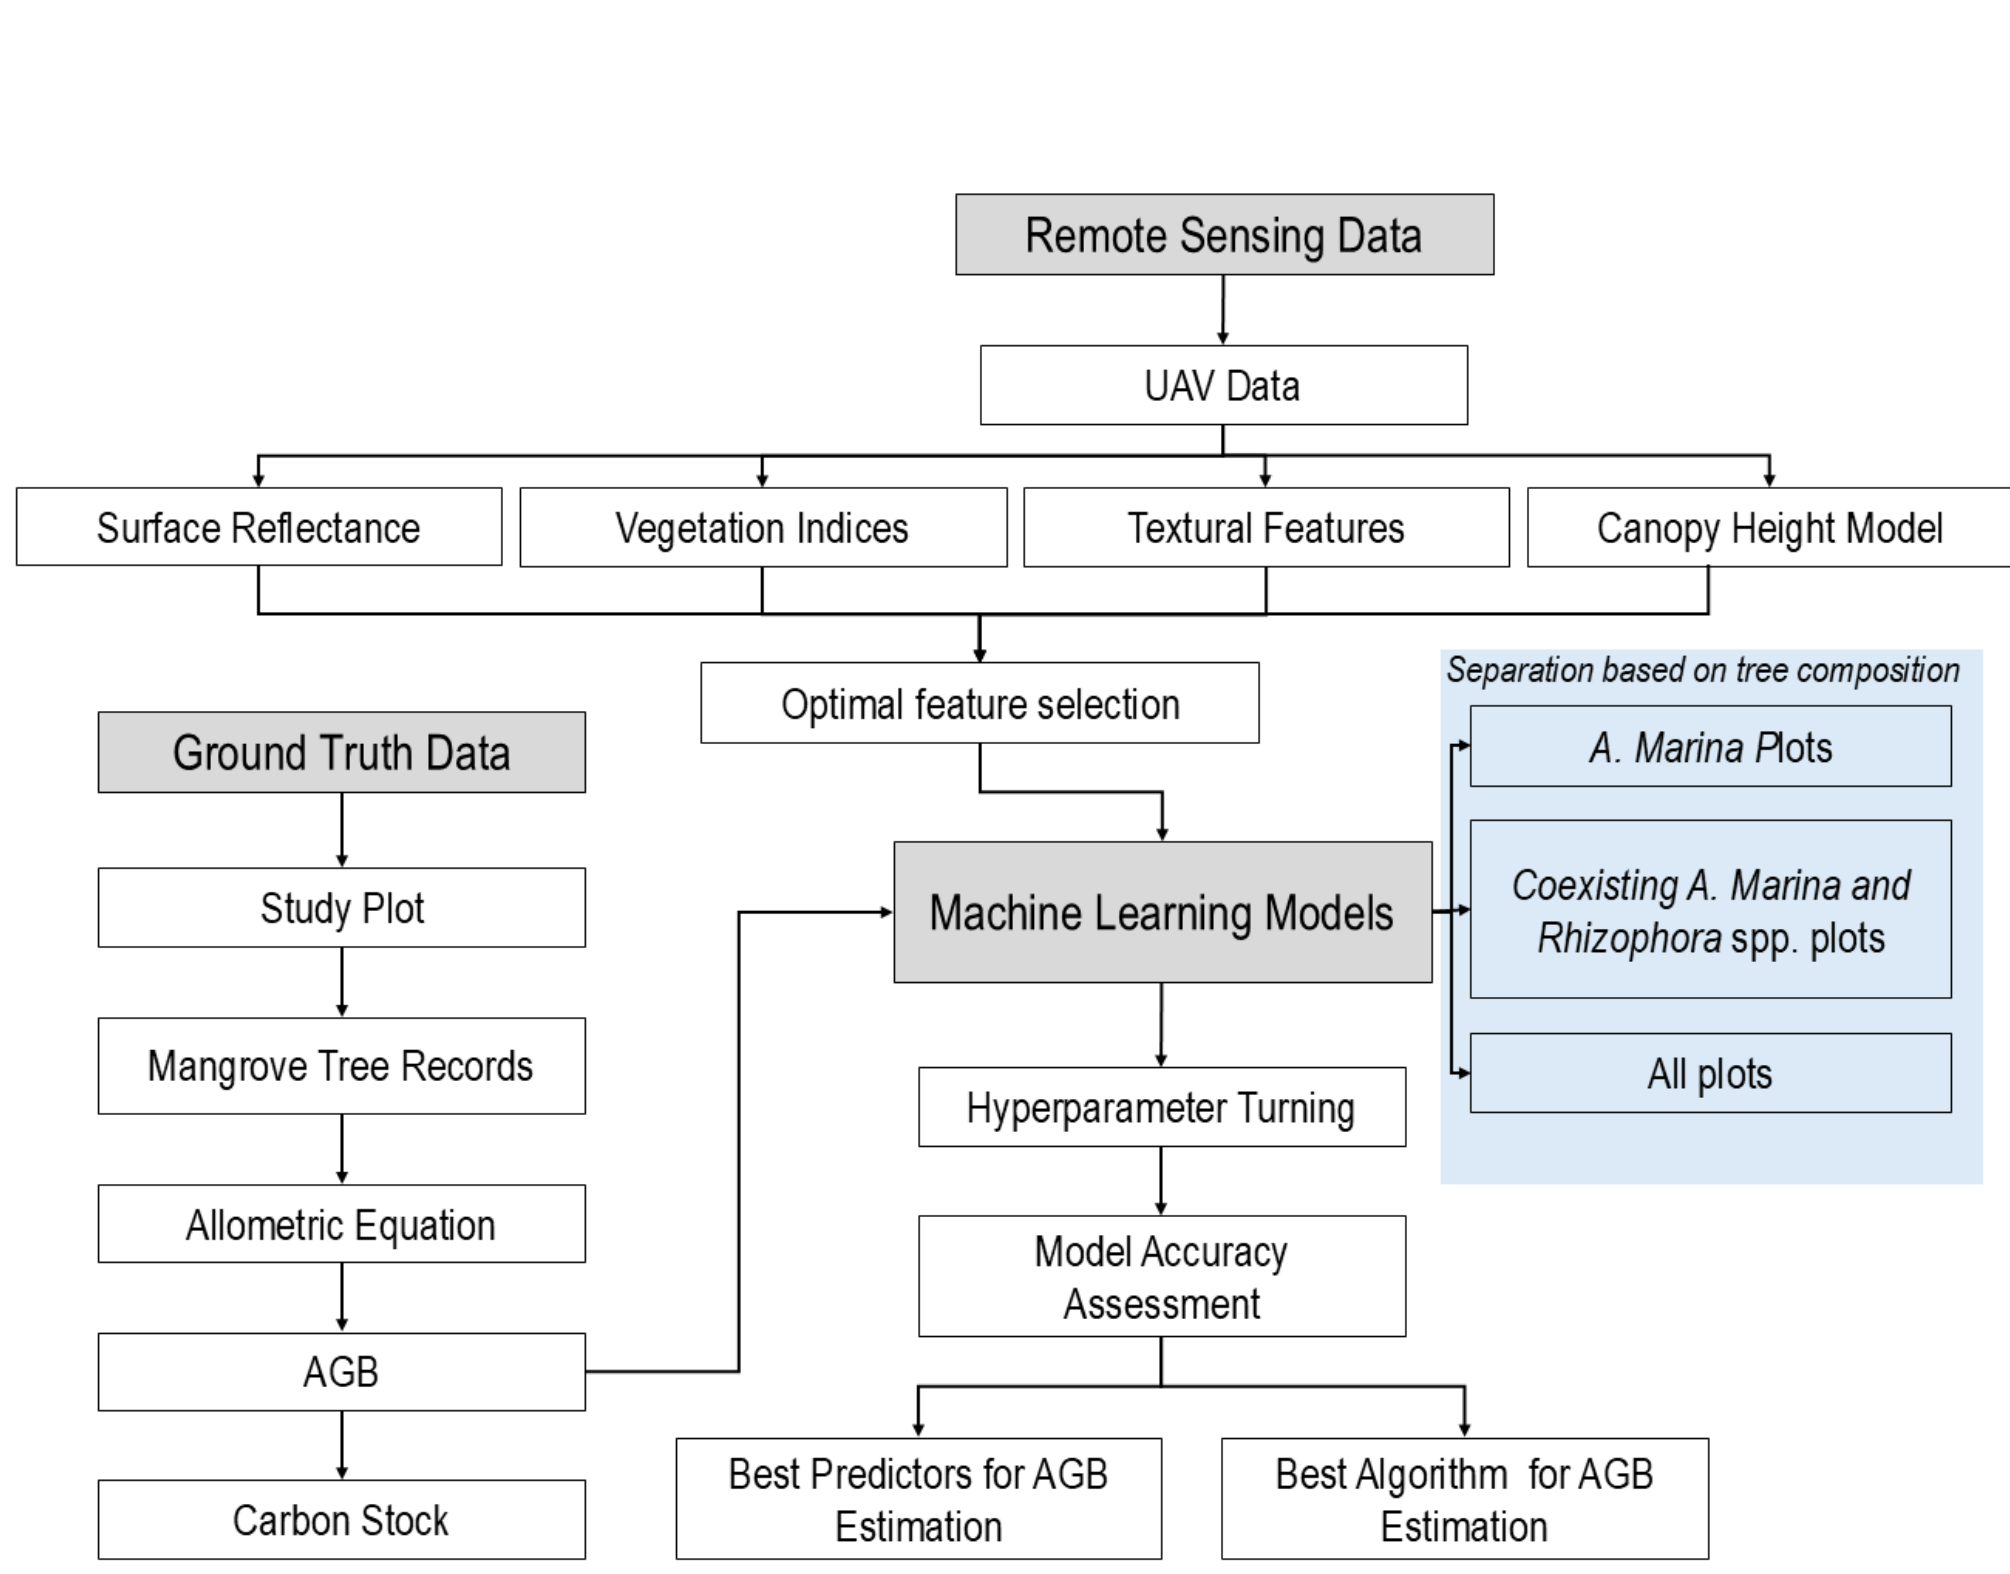 Remote Sensing Data
UAV Data
Surface Reflectance
Vegetation Indices
Textural Features
Canopy Height Model
Optimal feature selection
Separation based on tree composition
A. Marina Plots
Coexisting A. Marina and
Rhizophora spp. plots
All plots
Ground Truth Data
Study Plot
Mangrove Tree Records
Allometric Equation
AGB
Carbon Stock
Machine Learning Models
Hyperparameter Turning
Model Accuracy
Assessment
Best Predictors for AGB
Estimation
Best Algorithm for AGB
Estimation